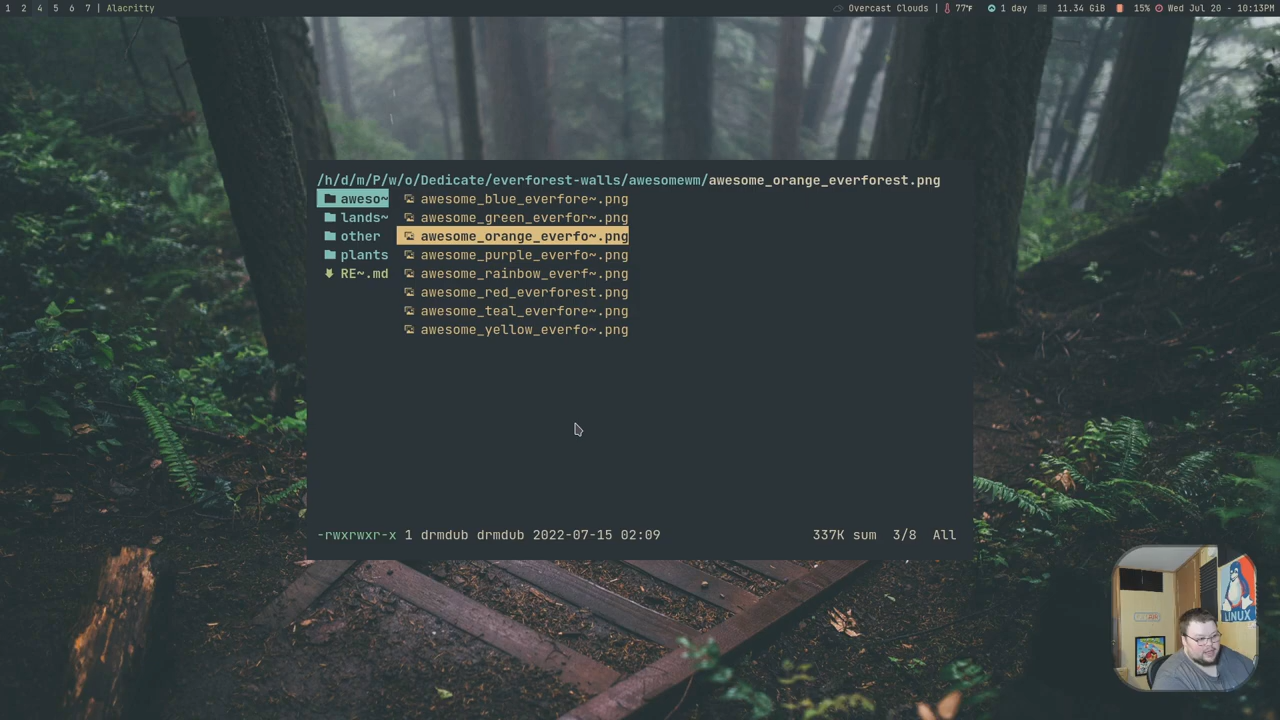 1 2 4 5 6 7 | Alacritty
Overcast Clouds | 77°F 1 day 11.34 GiB 15% Wed Jul 20 - 10:13PM
/h/d/m/P/w/o/Dedicate/everforest-walls/awesomewm/awesome_orange_everforest.png
aweso~ awesome_blue_everfore~.png
lands~ awesome_green_everfor~.png
other awesome_orange_everfo~.png
plants awesome_purple_everfo~.png
RE~.md awesome_rainbow_everf~.png
awesome_red_everforest.png
awesome_teal_everfore~.png
awesome_yellow_everfo~.png
-rwxrwxr-x 1 drmdub drmdub 2022-07-15 02:09 337K sum 3/8 All
LINUX